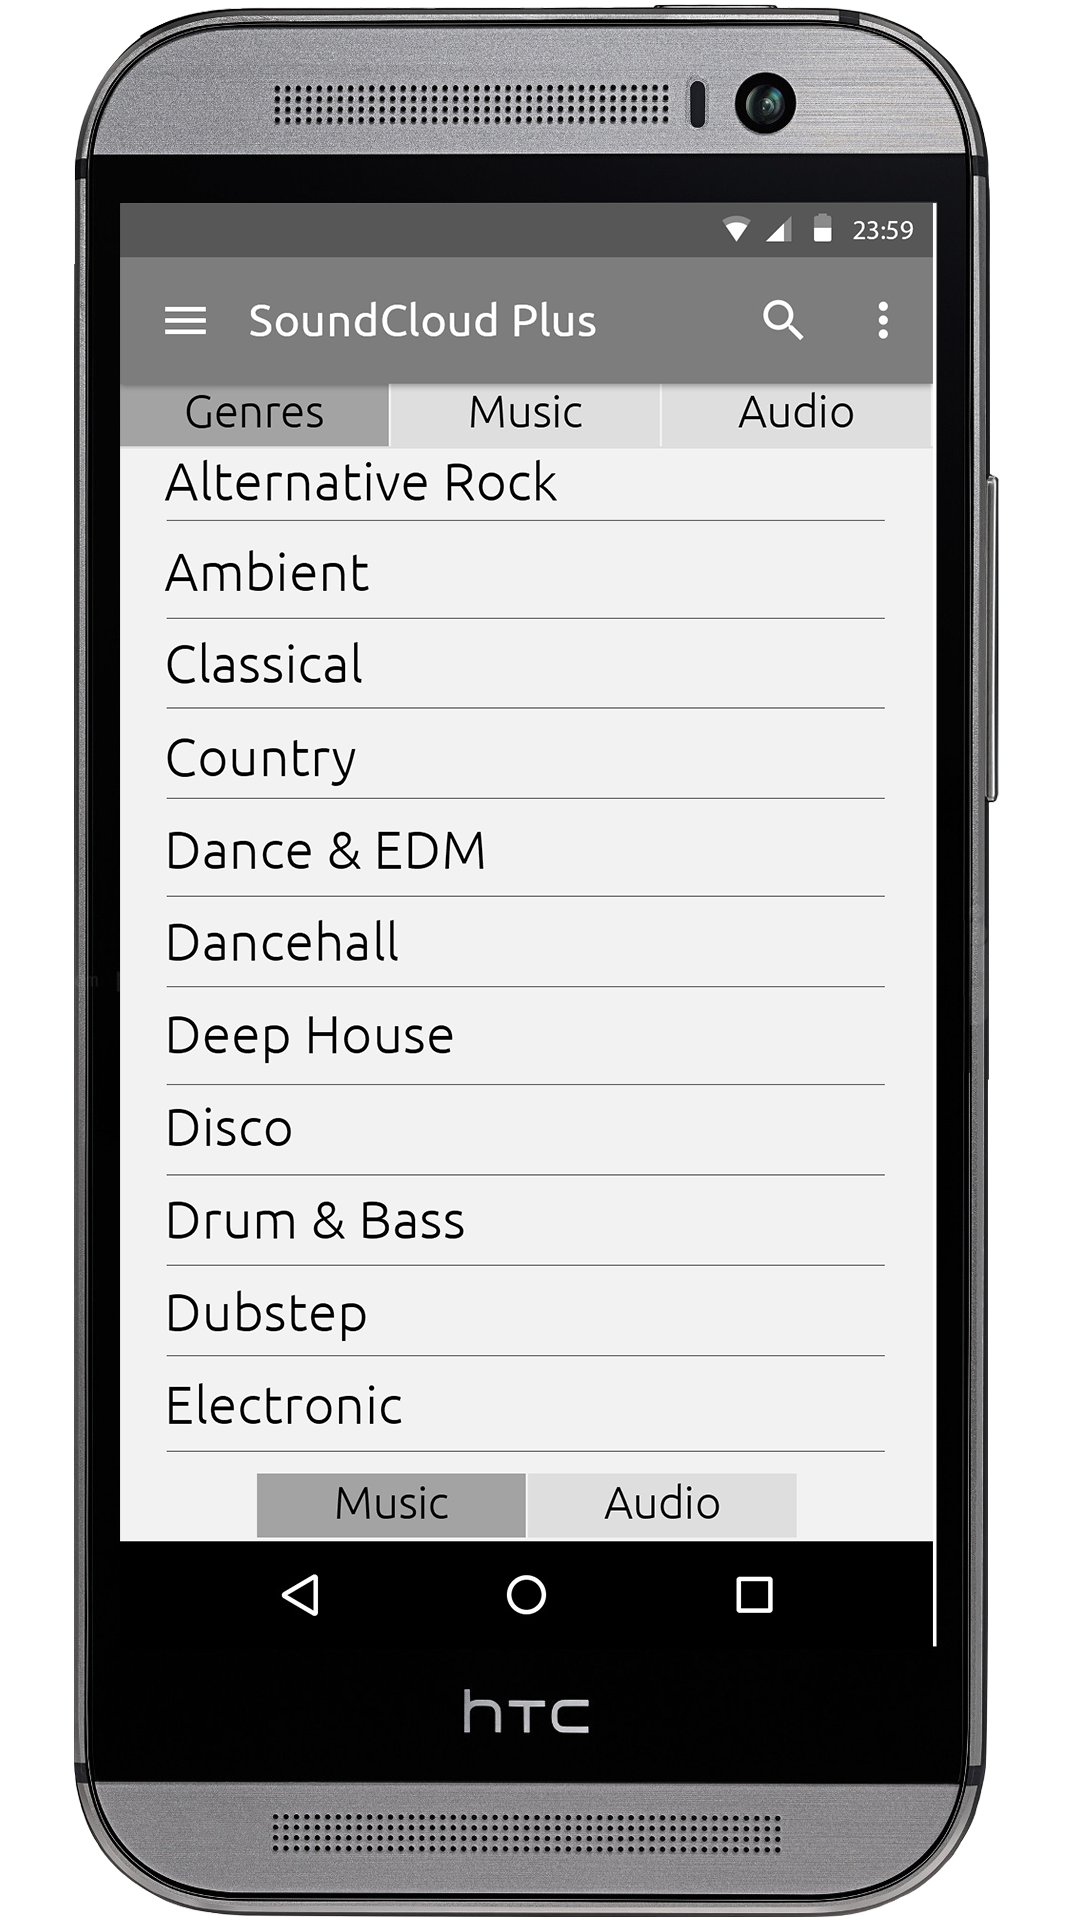 23:59
SoundCloud Plus
Genres Music Audio
Alternative Rock
Ambient
Classical
Country
Dance & EDM
Dancehall
Deep House
Disco
Drum & Bass
Dubstep
Electronic
Music Audio
hTC